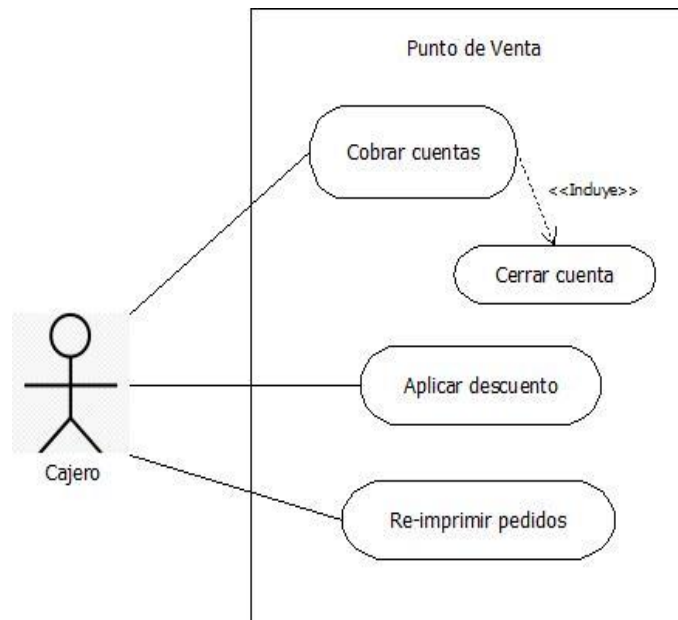 Punto de Venta
Cobrar cuentas
<<Incluye>>
Cerrar cuenta
Aplicar descuento
Cajero
Re-imprimir pedidos